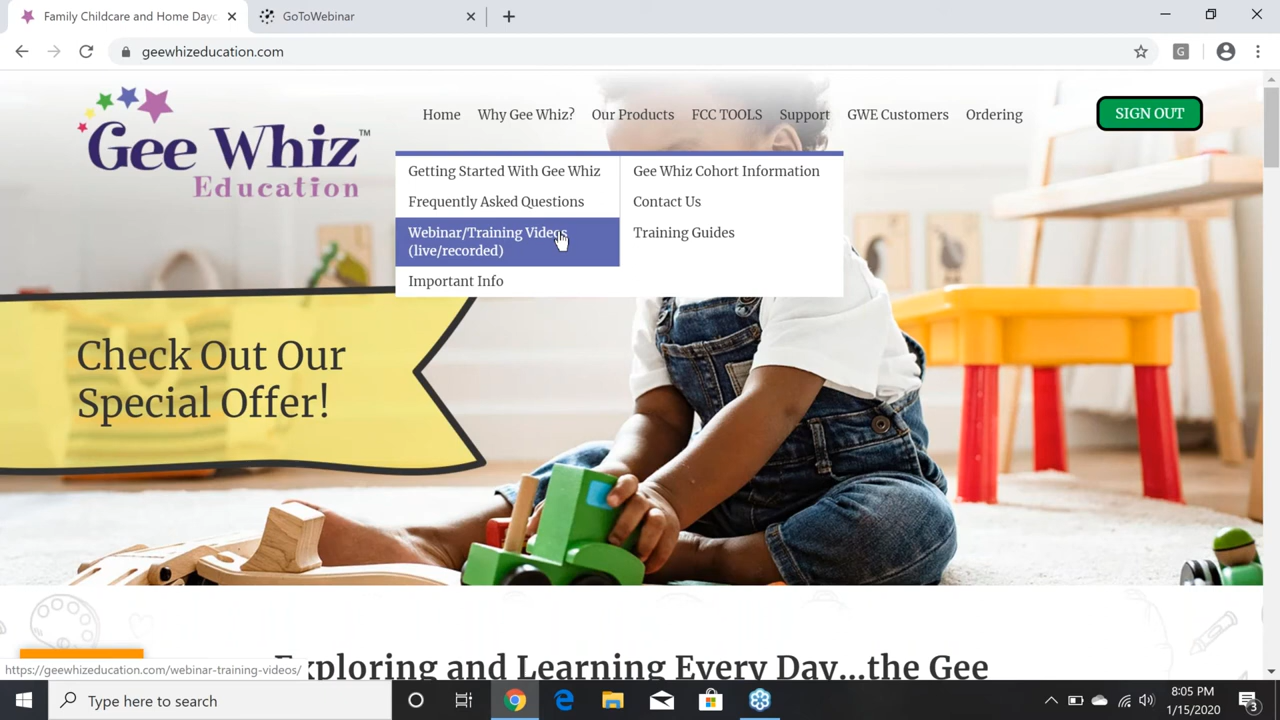 Family Childcare and Home Dayc
GoToWebinar
geewhizeducation.com
G
Gee Whiz™
Education
Home Why Gee Whiz? Our Products FCC TOOLS Support GWE Customers Ordering
SIGN OUT
Getting Started With Gee Whiz
Frequently Asked Questions
Webinar/Training Videos
(live/recorded)
Important Info
Gee Whiz Cohort Information
Contact Us
Training Guides
Check Out Our
Special Offer!
Exploring and Learning Every Day...the Gee
https://geewhizeducation.com/webinar-training-videos/
Type here to search
8:05 PM
1/15/2020
3